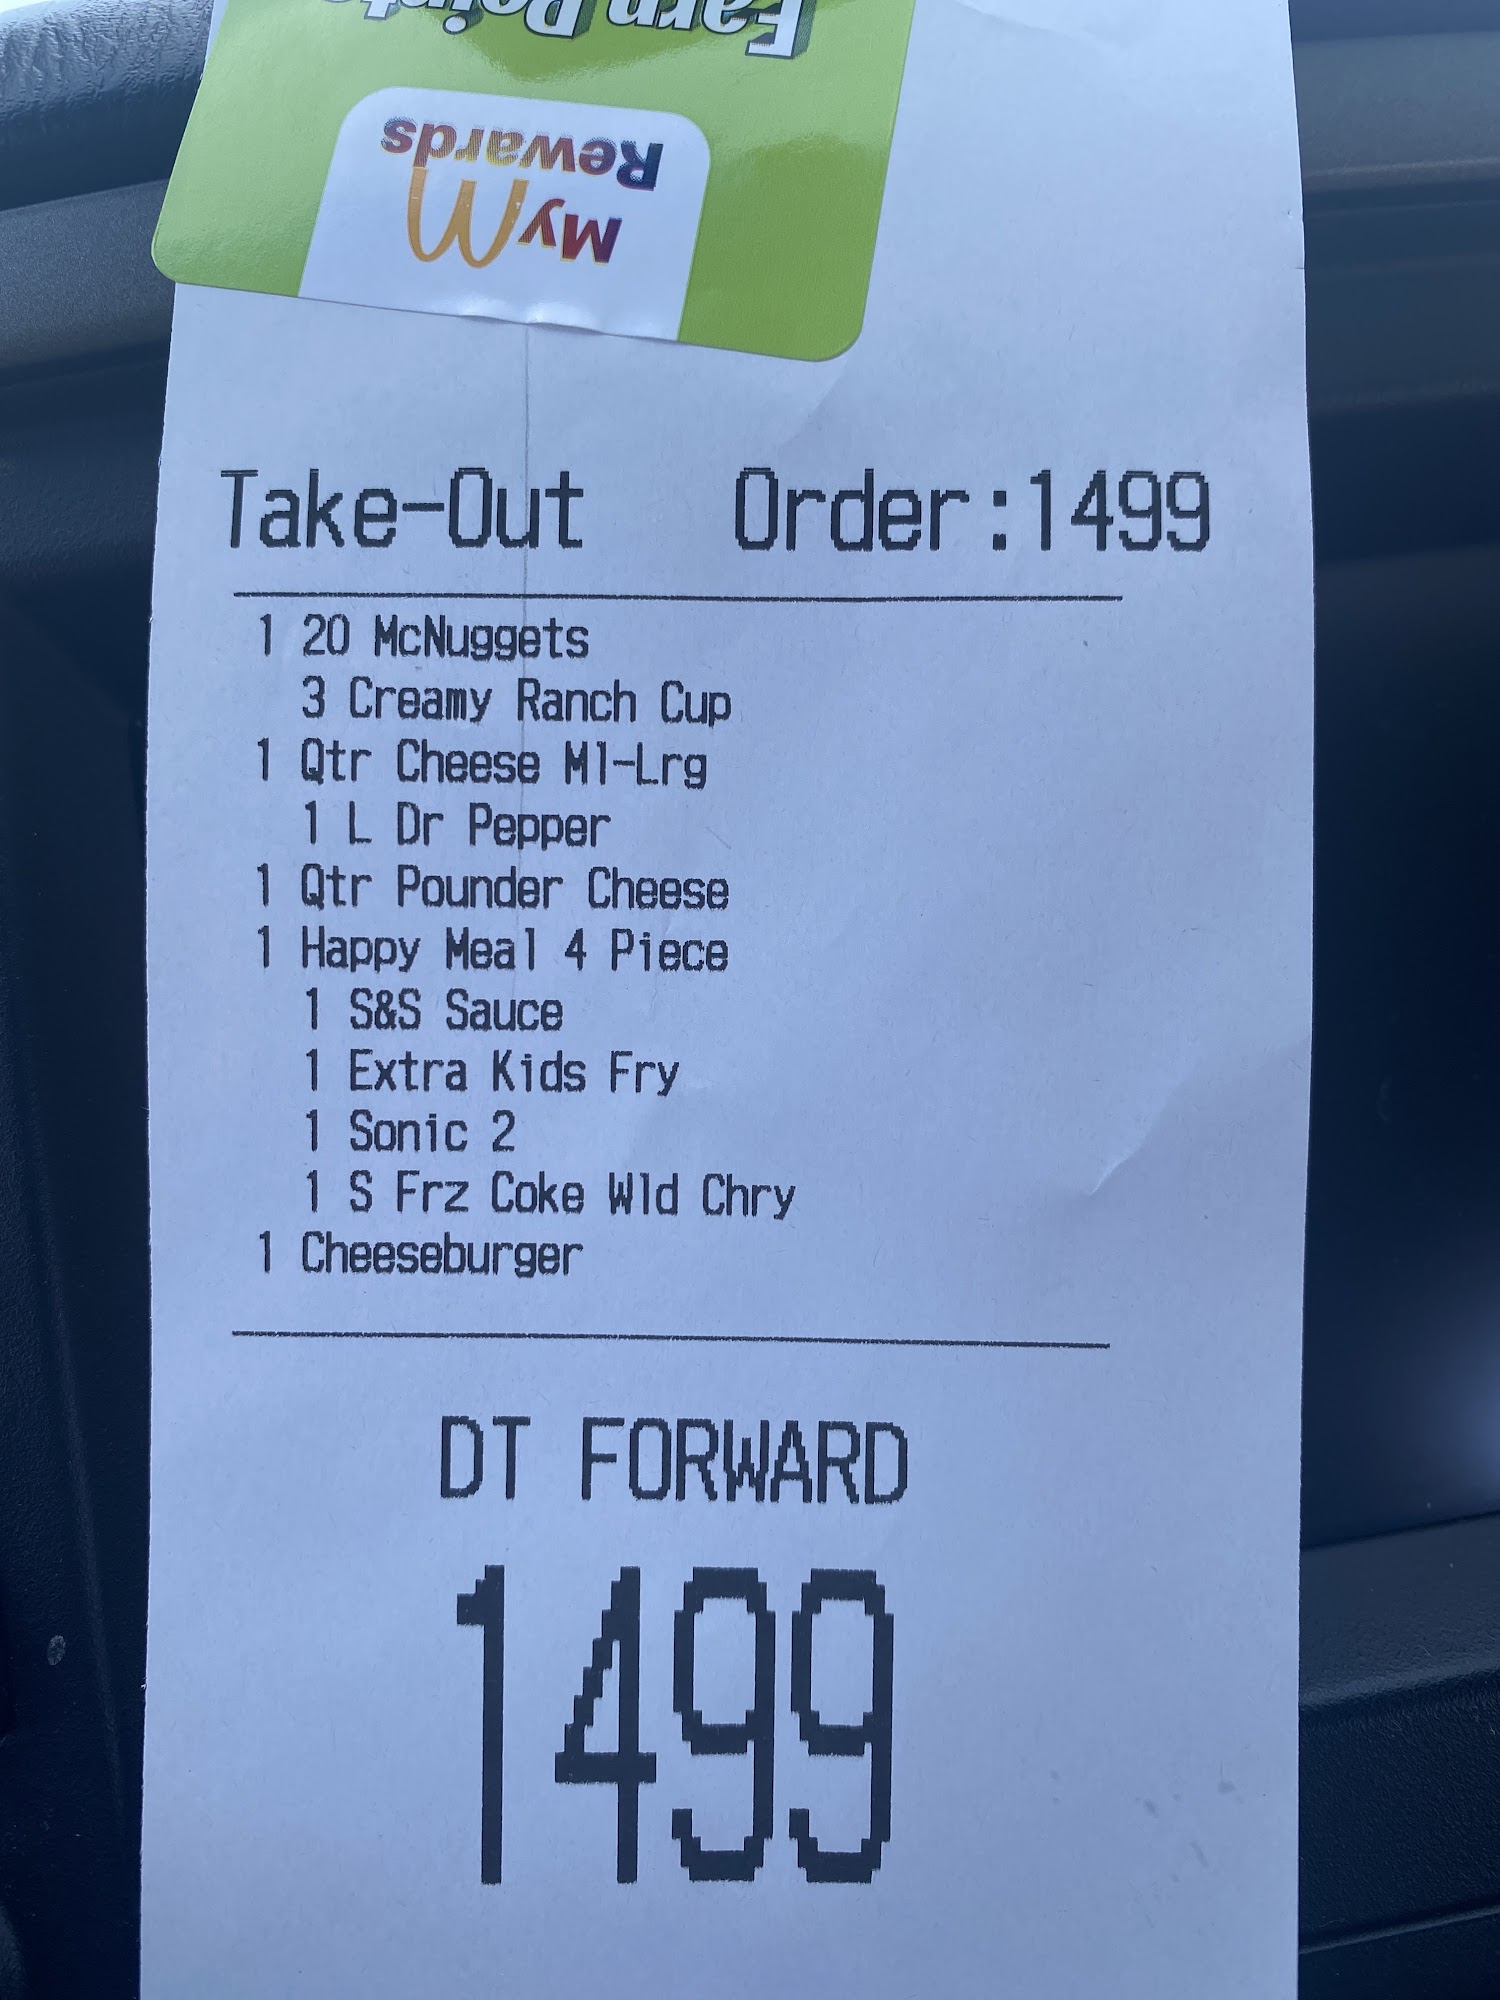 Earn Points
My
Rewards
Take-Out Order:1499
1 20 McNuggets
3 Creamy Ranch Cup
1 Qtr Cheese Ml-Lrg
1 L Dr Pepper
1 Qtr Pounder Cheese
1 Happy Meal 4 Piece
1 S&S Sauce
1 Extra Kids Fry
1 Sonic 2
1 S Frz Coke Wld Chry
1 Cheeseburger
DT FORWARD
1499